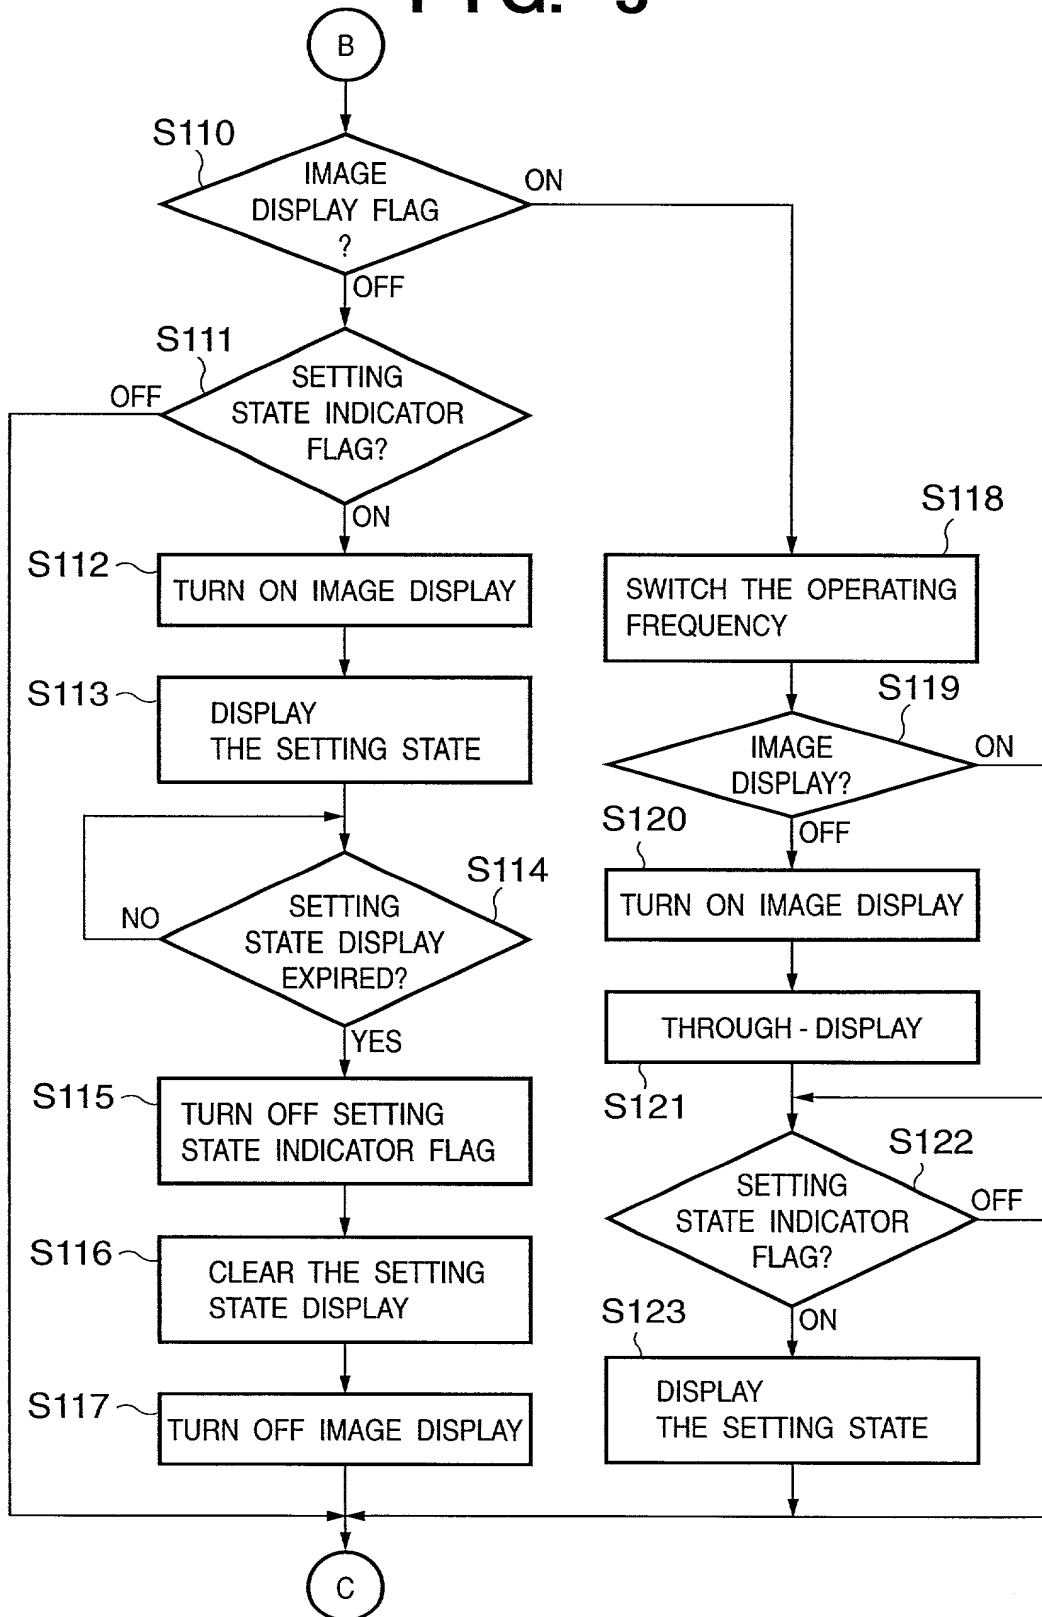 B
S110
IMAGE
DISPLAY FLAG
?
ON
OFF
S111
SETTING
STATE INDICATOR
FLAG?
OFF
ON
S112
TURN ON IMAGE DISPLAY
S113
DISPLAY
THE SETTING STATE
S114
SETTING
STATE DISPLAY
EXPIRED?
NO
YES
S115
TURN OFF SETTING
STATE INDICATOR FLAG
S116
CLEAR THE SETTING
STATE DISPLAY
S117
TURN OFF IMAGE DISPLAY
S118
SWITCH THE OPERATING
FREQUENCY
S119
IMAGE
DISPLAY?
ON
OFF
S120
TURN ON IMAGE DISPLAY
THROUGH - DISPLAY
S121
S122
SETTING
STATE INDICATOR
FLAG?
OFF
ON
S123
DISPLAY
THE SETTING STATE
C